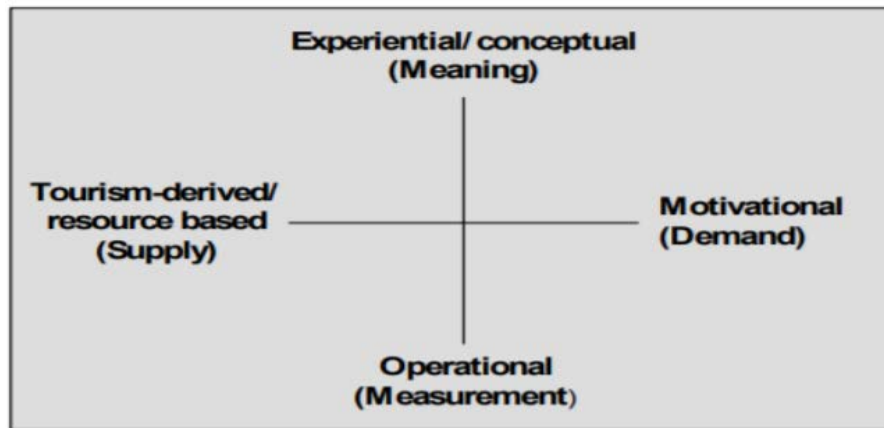 Experiential/ conceptual
(Meaning)
Tourism-derived/
resource based
(Supply)
Motivational
(Demand)
Operational
(Measurement)